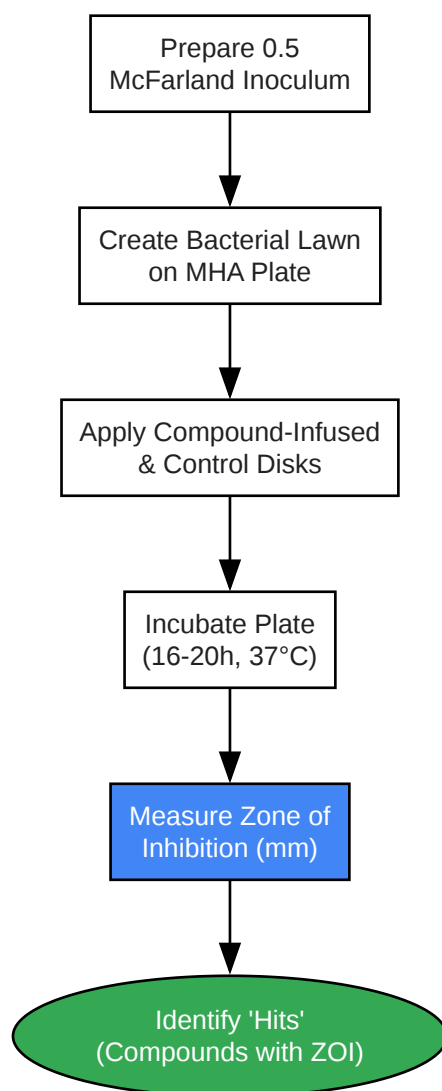 Prepare 0.5
McFarland Inoculum
Create Bacterial Lawn
on MHA Plate
Apply Compound-Infused
& Control Disks
Incubate Plate
(16-20h, 37°C)
Measure Zone of
Inhibition (mm)
Identify 'Hits'
(Compounds with ZOI)